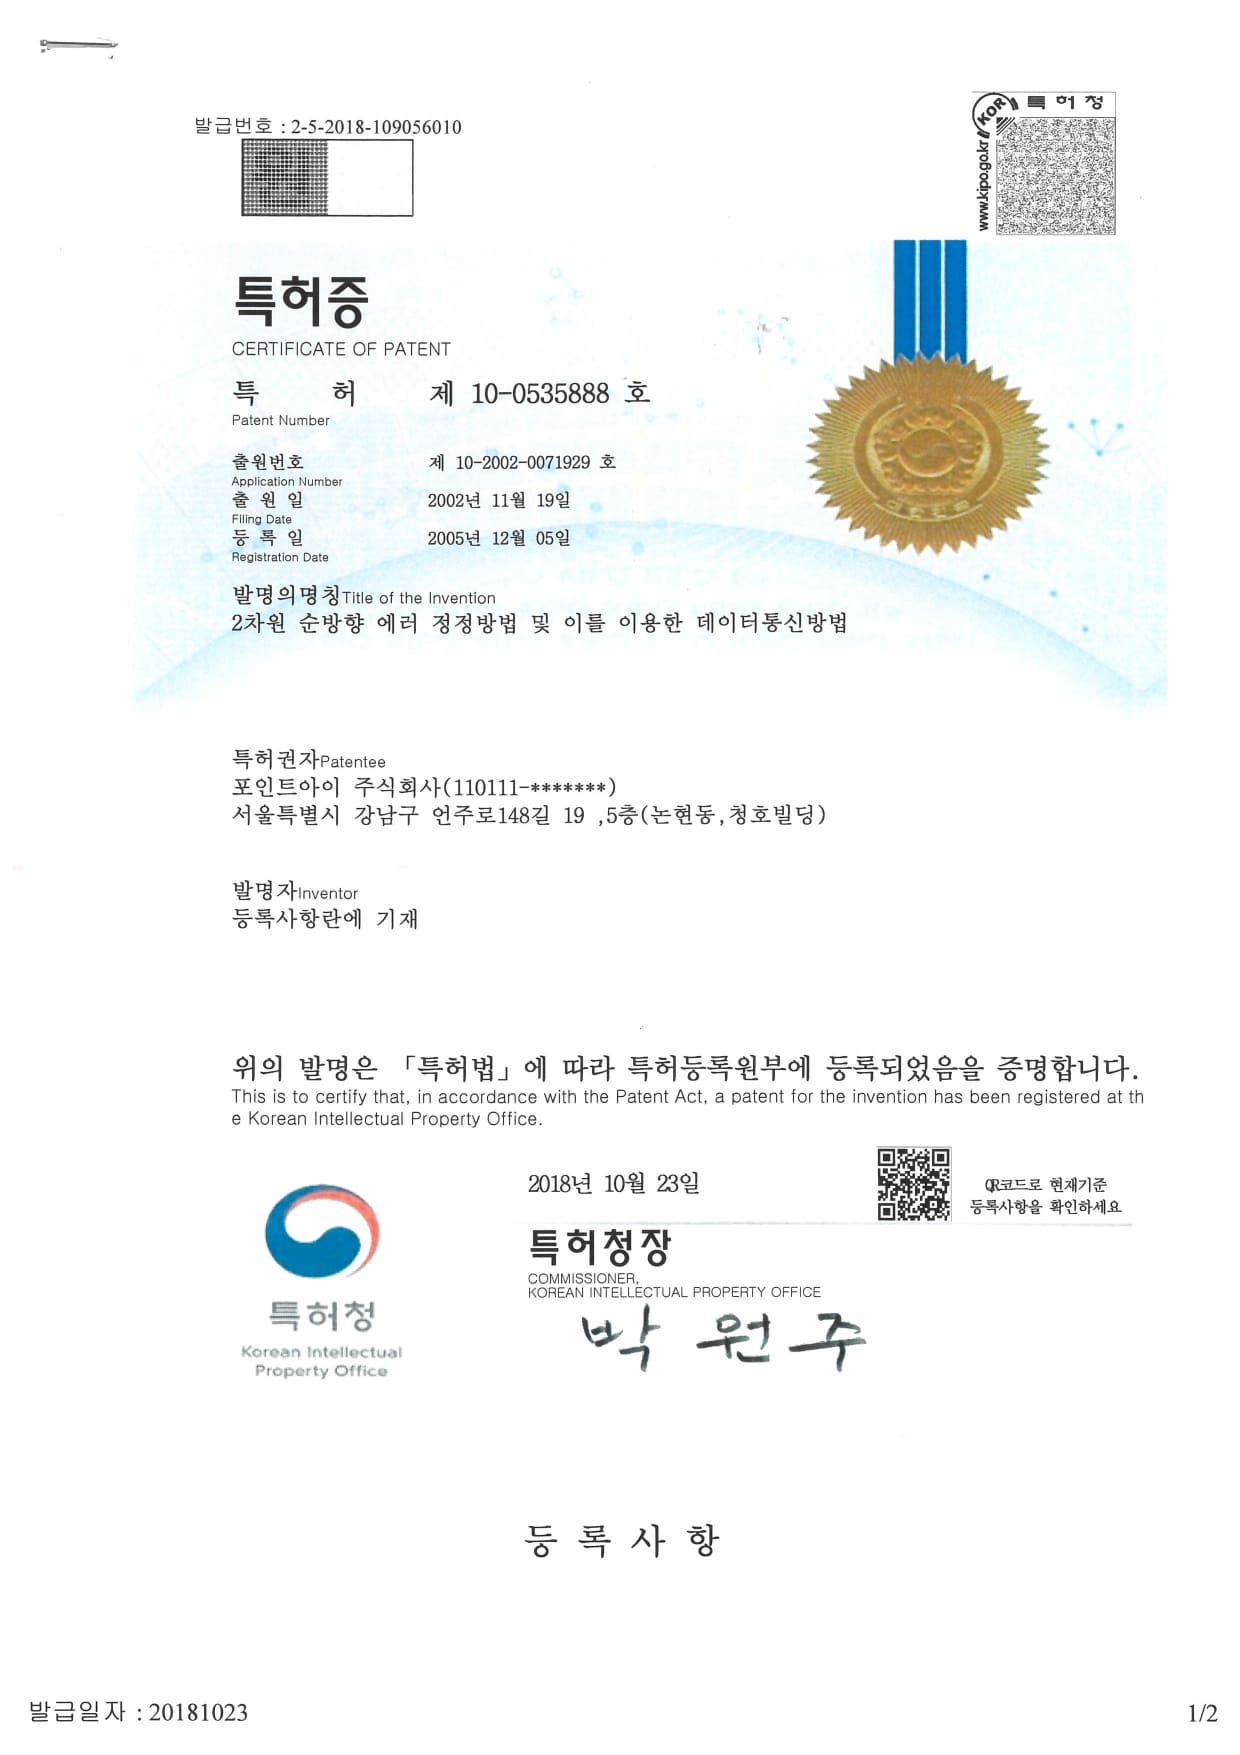 발급번호 : 2-5-2018-109056010
KOR 특허청
www.kipo.go.kr
특허증
CERTIFICATE OF PATENT
특 허 제 10-0535888 호
Patent Number
출원번호 제 10-2002-0071929 호
Application Number
출 원 일 2002년 11월 19일
Filing Date
등 록 일 2005년 12월 05일
Registration Date
발명의명칭Title of the Invention
2차원 순방향 에러 정정방법 및 이를 이용한 데이터통신방법
특허권자Patentee
포인트아이 주식회사(110111-*******)
서울특별시 강남구 언주로148길 19 ,5층(논현동,청호빌딩)
발명자Inventor
등록사항란에 기재
위의 발명은 「특허법」에 따라 특허등록원부에 등록되었음을 증명합니다.
This is to certify that, in accordance with the Patent Act, a patent for the invention has been registered at th
e Korean Intellectual Property Office.
2018년 10월 23일
QR코드로 현재기준
등록사항을 확인하세요
특허청장
COMMISSIONER,
KOREAN INTELLECTUAL PROPERTY OFFICE
박 원 주
특허청
Korean Intellectual
Property Office
등 록 사 항
발급일자 : 20181023
1/2